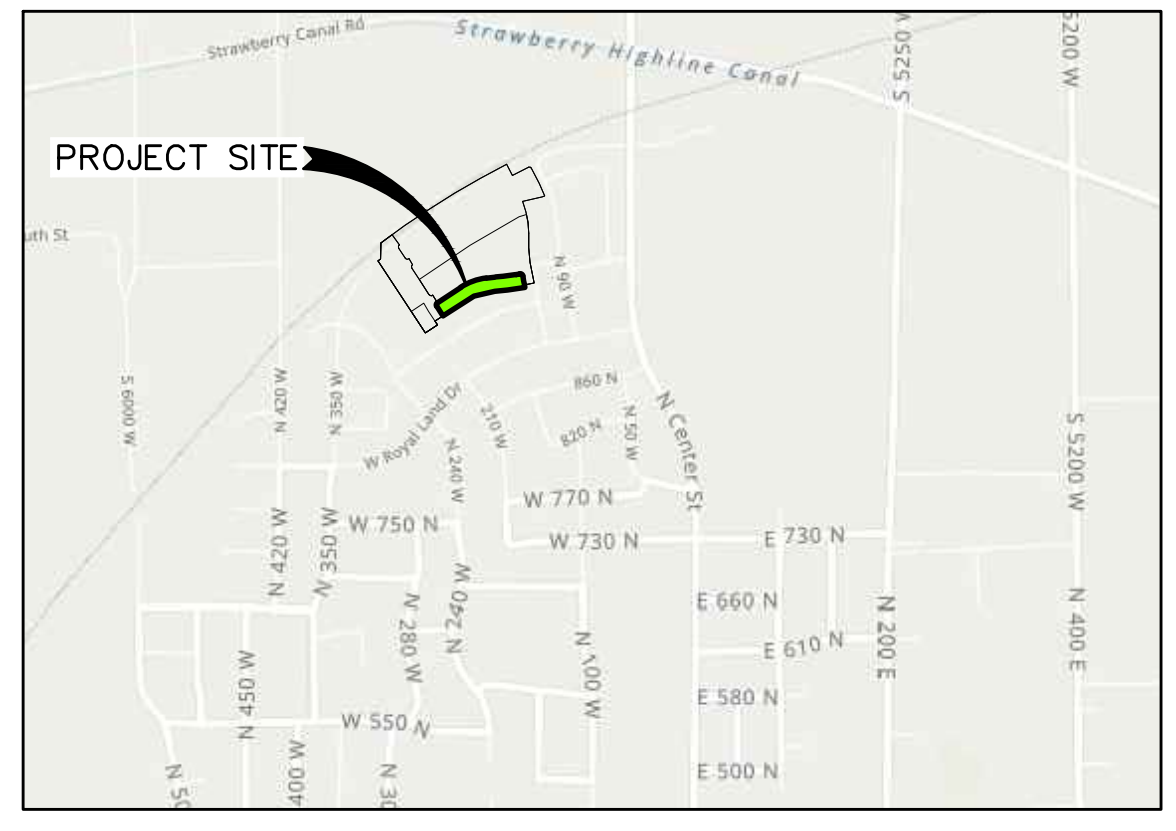 Strawberry Canal Rd
Strawberry Highline Canal
S 5250 W
5200 W
PROJECT SITE
uth St
N 90 W
S 6000 W
N 420 W
N 350 W
W Royal Land Dr
210 W
860 N
820 N
N 50 W
N Center St
N 240 W
S 5200 W
W 770 N
W 750 N
W 730 N
E 730 N
N 420 W
N 350 W
N 280 W
N 240 W
E 660 N
N 200 E
N 400 E
E 610 N
N 100 W
N 450 W
E 580 N
W 550 N
E 500 N
N 50
400 W
N 30